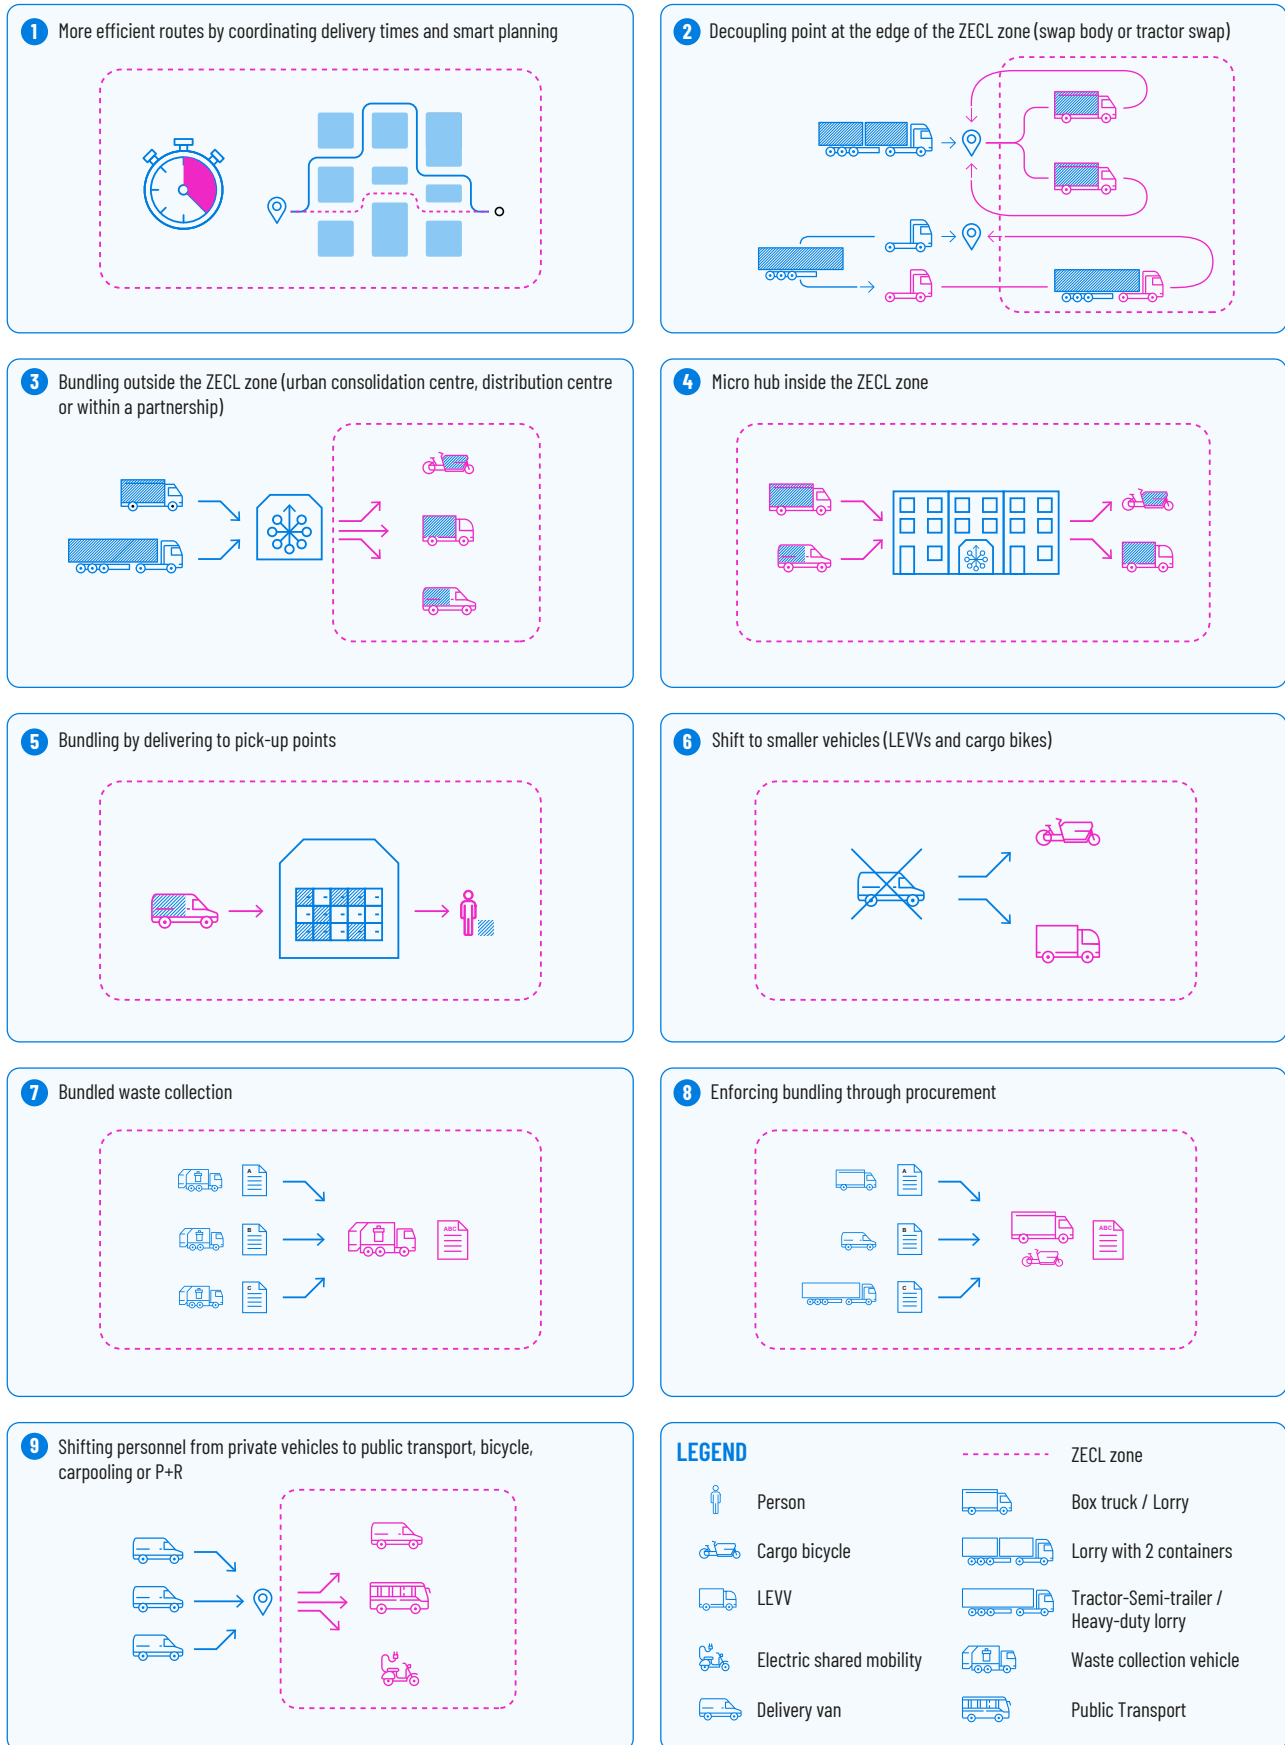 1 More efficient routes by coordinating delivery times and smart planning
2 Decoupling point at the edge of the ZECL zone (swap body or tractor swap)
3 Bundling outside the ZECL zone (urban consolidation centre, distribution centre
or within a partnership)
4 Micro hub inside the ZECL zone
5 Bundling by delivering to pick-up points
6 Shift to smaller vehicles (LEVVs and cargo bikes)
7 Bundled waste collection
A
B
ABC
C
8 Enforcing bundling through procurement
A
B
ABC
C
9 Shifting personnel from private vehicles to public transport, bicycle,
carpooling or P+R
LEGEND
Person
Cargo bicycle
LEVV
Electric shared mobility
Delivery van
ZECL zone
Box truck / Lorry
Lorry with 2 containers
Tractor-Semi-trailer /
Heavy-duty lorry
Waste collection vehicle
Public Transport